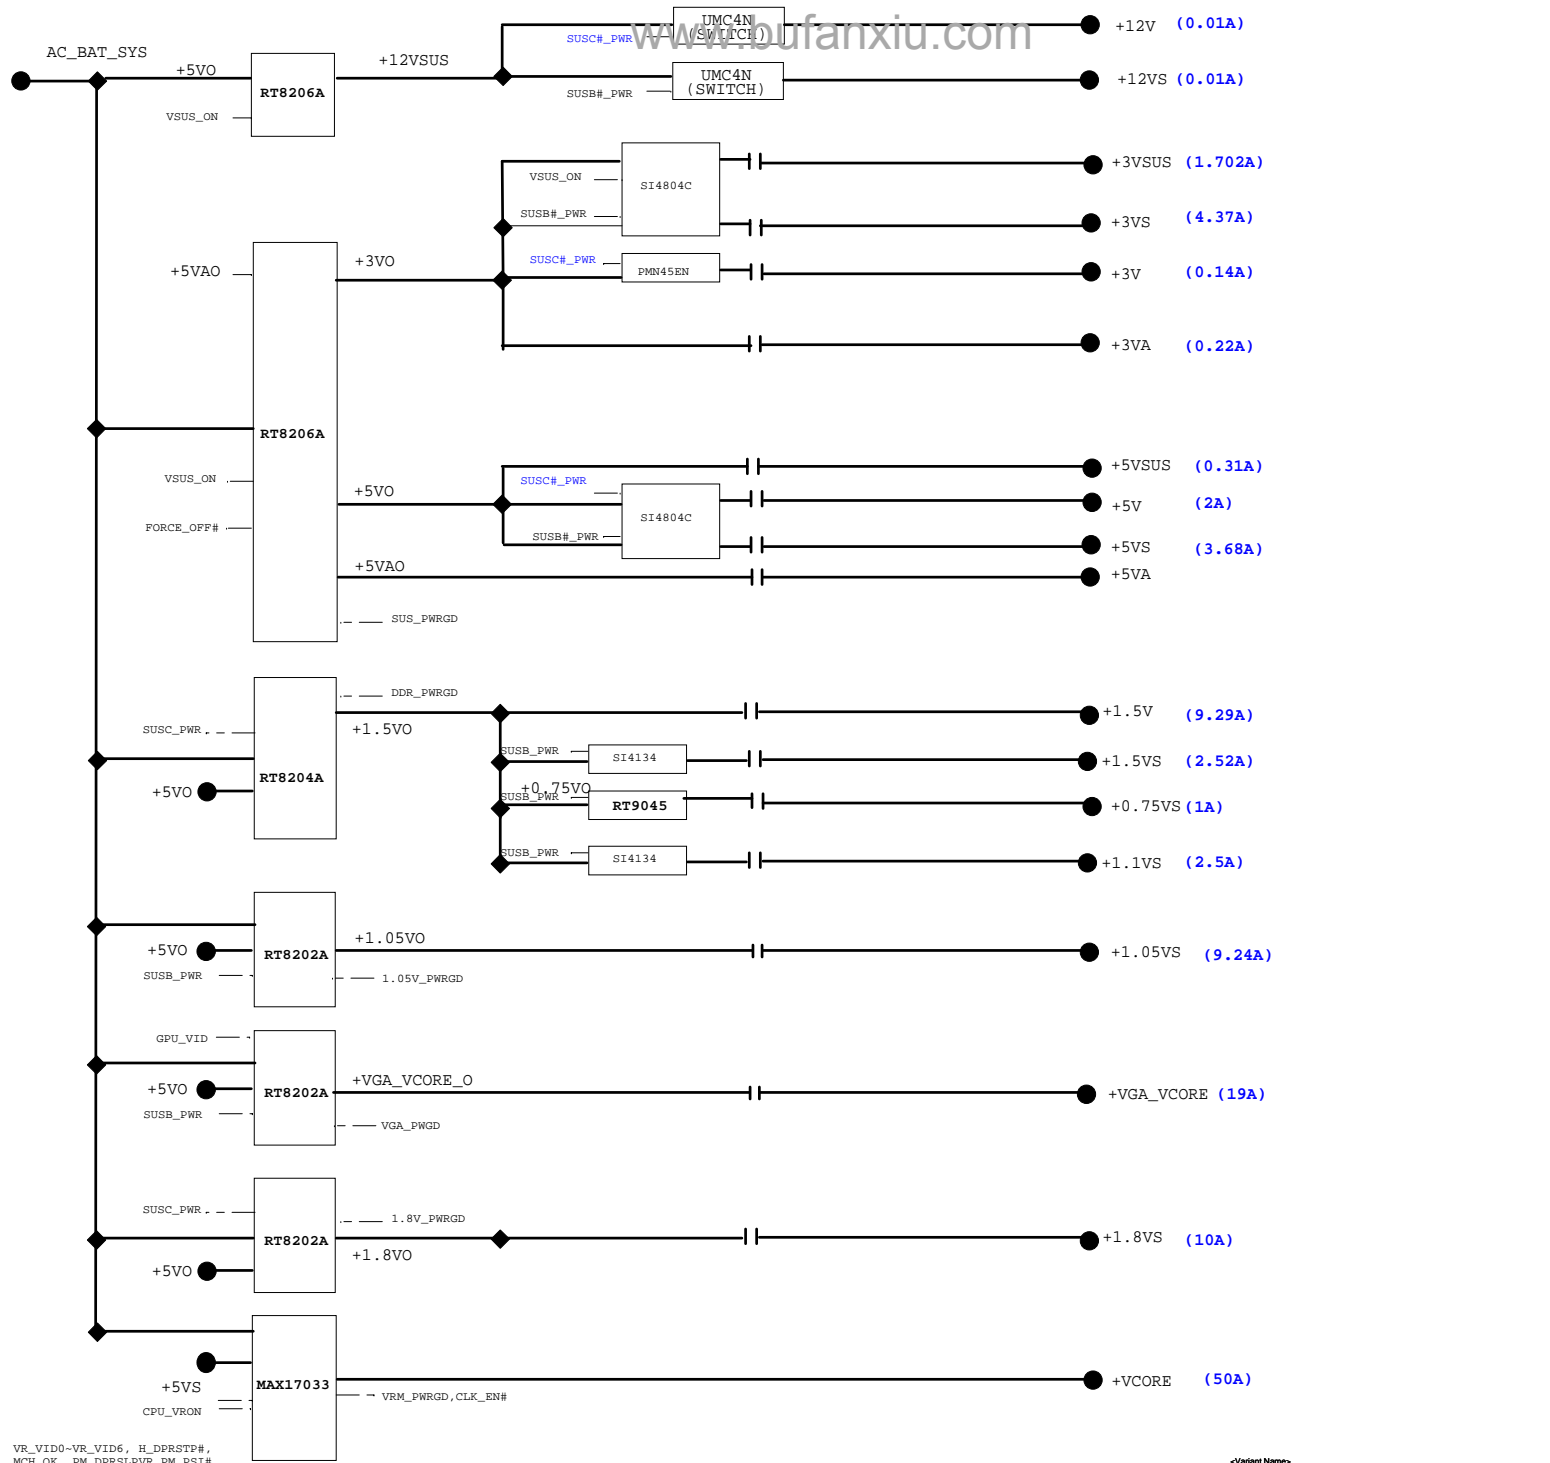 www.bufanxiu.com
AC_BAT_SYS
+5VO
RT8206A
VSUS_ON
+12VSUS
UMC4N
(SWITCH)
SUSC#_PWR
+12V (0.01A)
UMC4N
(SWITCH)
SUSB#_PWR
+12VS (0.01A)
+5VAO
RT8206A
VSUS_ON
FORCE_OFF#
+3VO
SI4804C
VSUS_ON
SUSB#_PWR
+3VSUS (1.702A)
+3VS (4.37A)
SUSC#_PWR
PMN45EN
+3V (0.14A)
+3VA (0.22A)
+5VO
+5VSUS (0.31A)
SUSC#_PWR
SI4804C
SUSB#_PWR
+5V (2A)
+5VS (3.68A)
+5VAO
+5VA
SUS_PWRGD
DDR_PWRGD
SUSC_PWR
RT8204A
+5VO
+1.5VO
+1.5V (9.29A)
SUSB_PWR
SI4134
+1.5VS (2.52A)
+0.75VO
SUSB_PWR
RT9045
+0.75VS (1A)
SUSB_PWR
SI4134
+1.1VS (2.5A)
+5VO
RT8202A
SUSB_PWR
+1.05VO
1.05V_PWRGD
+1.05VS (9.24A)
GPU_VID
+5VO
RT8202A
SUSB_PWR
+VGA_VCORE_O
VGA_PWGD
+VGA_VCORE (19A)
SUSC_PWR
RT8202A
+5VO
1.8V_PWRGD
+1.8VO
+1.8VS (10A)
+5VS
MAX17033
CPU_VRON
VRM_PWRGD,CLK_EN#
+VCORE (50A)
VR_VID0~VR_VID6, H_DPRSTP#,
MCH_OK, PM_DPRSLPVR,PM_PSI#
<Variant Name>